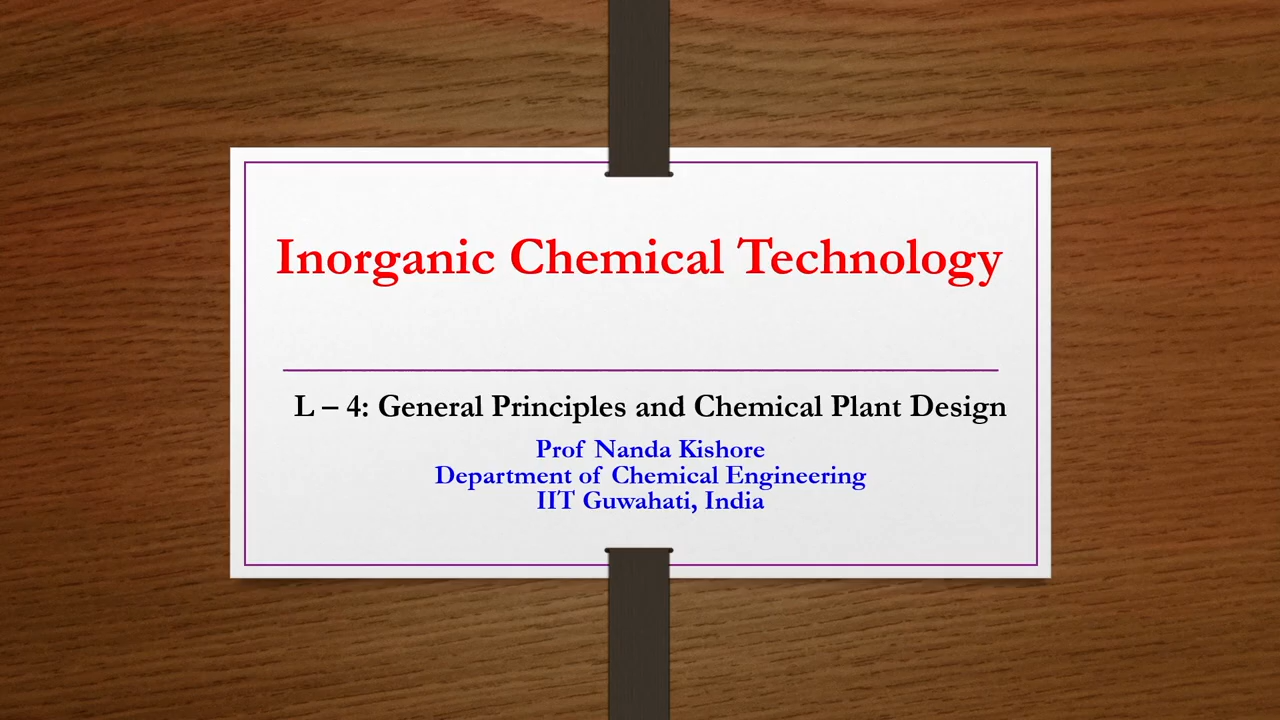 Inorganic Chemical Technology
L – 4: General Principles and Chemical Plant Design
Prof Nanda Kishore
Department of Chemical Engineering
IIT Guwahati, India